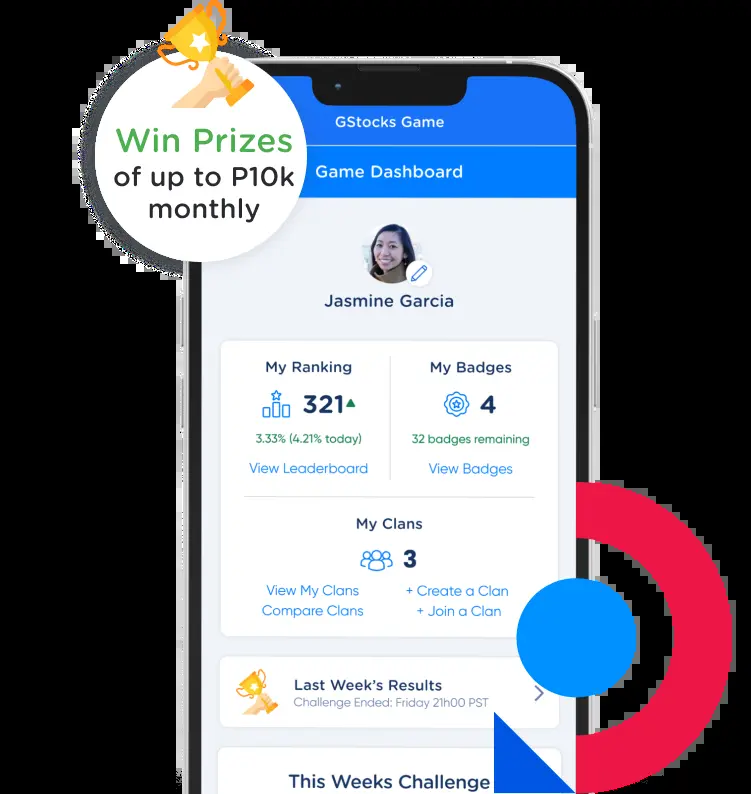 Win Prizes
of up to P10k
monthly
GStocks Game
Game Dashboard
Jasmine Garcia
My Ranking
321
3.33% (4.21% today)
View Leaderboard
My Badges
4
32 badges remaining
View Badges
My Clans
3
View My Clans
+ Create a Clan
Compare Clans
+ Join a Clan
Last Week's Results
Challenge Ended: Friday 21h00 PST
This Weeks Challenge